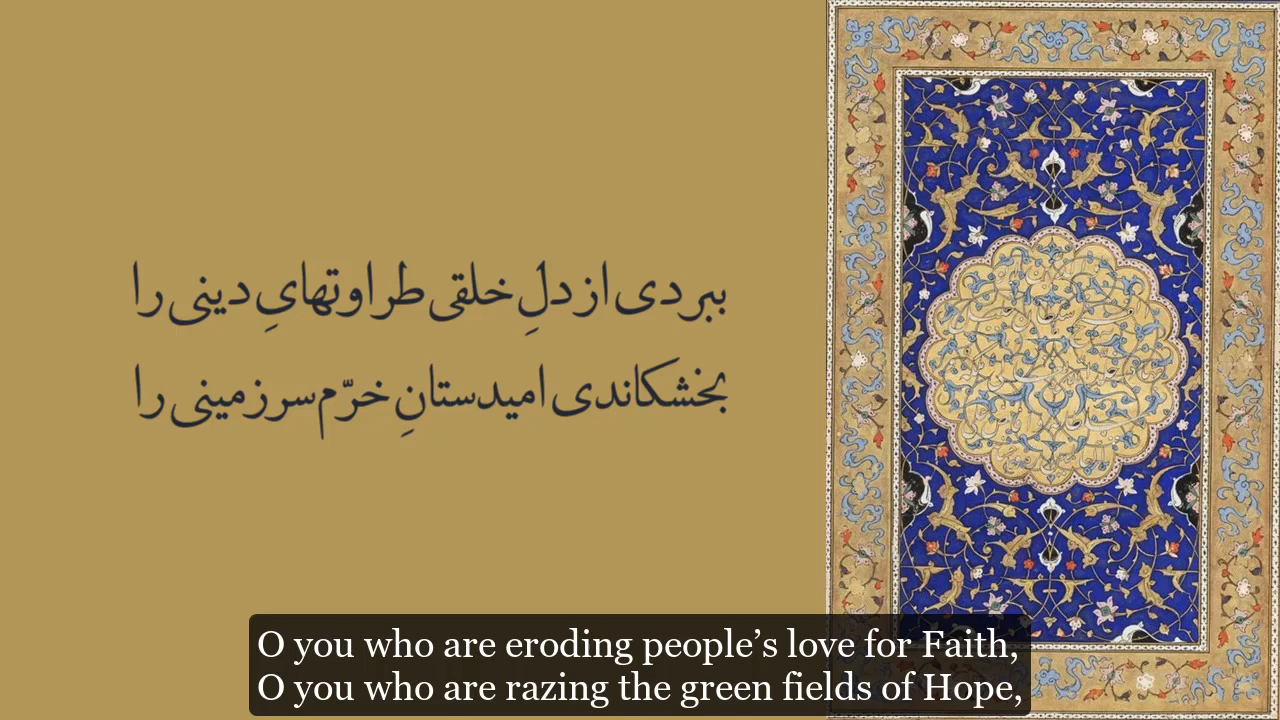 ببردی از دلِ خلقی طراوتهایِ دینی را
بخشکاندی امیدستانِ خرّم سرزمینی را
O you who are eroding people’s love for Faith,
O you who are razing the green fields of Hope,